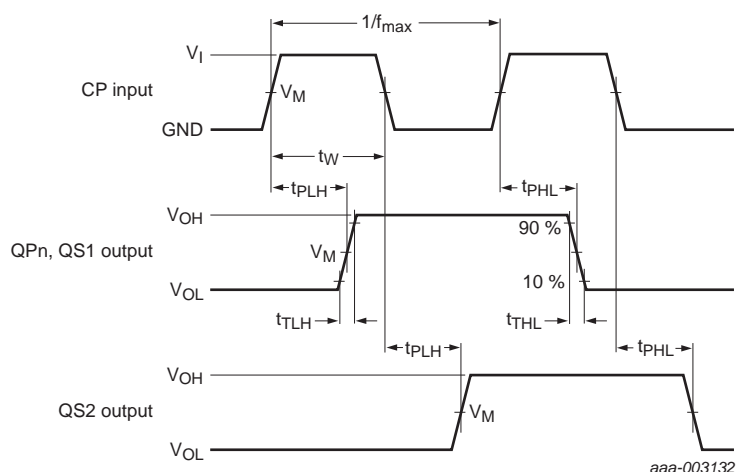 1/fmax
VI
CP input
VM
GND
tW
tPLH
tPHL
VOH
90 %
QPn, QS1 output
VM
10 %
VOL
tTLH
tTHL
tPLH
tPHL
VOH
QS2 output
VM
VOL
aaa-003132